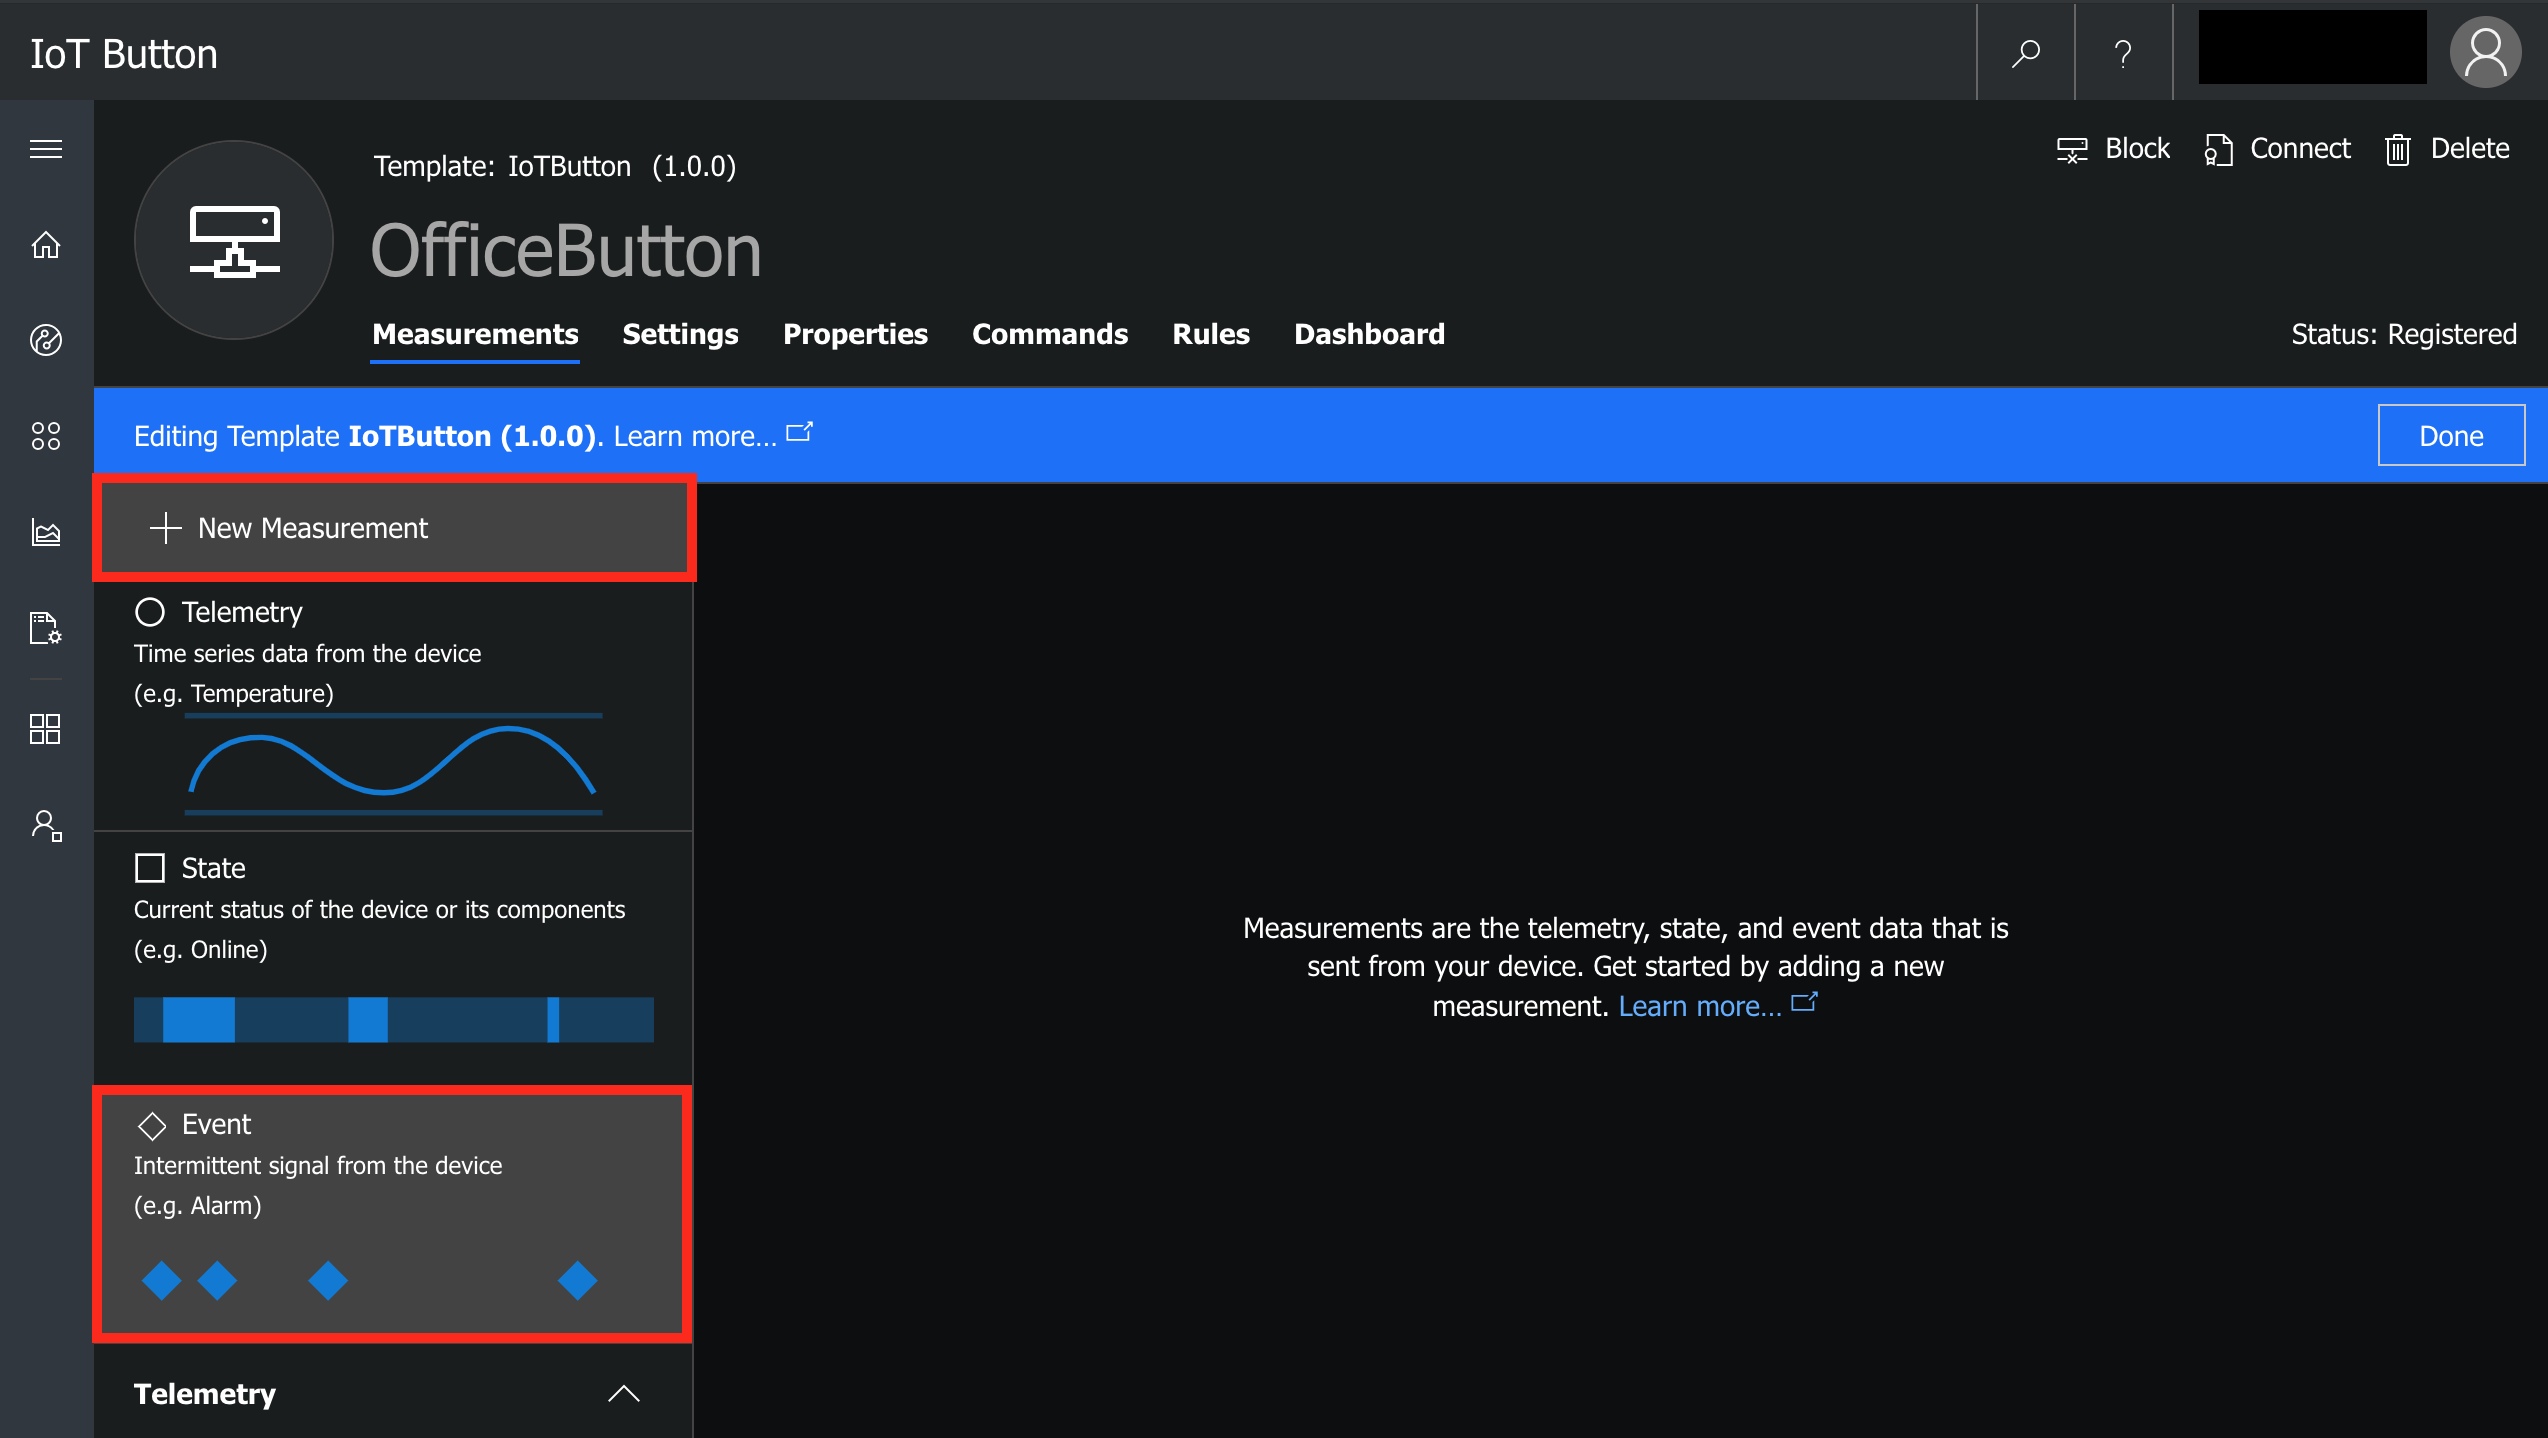 IoT Button
?
Block
Connect
Delete
Template: IoTButton (1.0.0)
OfficeButton
Measurements Settings Properties Commands Rules Dashboard
Status: Registered
Editing Template IoTButton (1.0.0). Learn more...
Done
New Measurement
Telemetry
Time series data from the device
(e.g. Temperature)
State
Current status of the device or its components
(e.g. Online)
Event
Intermittent signal from the device
(e.g. Alarm)
Telemetry
Measurements are the telemetry, state, and event data that is
sent from your device. Get started by adding a new
measurement. Learn more...